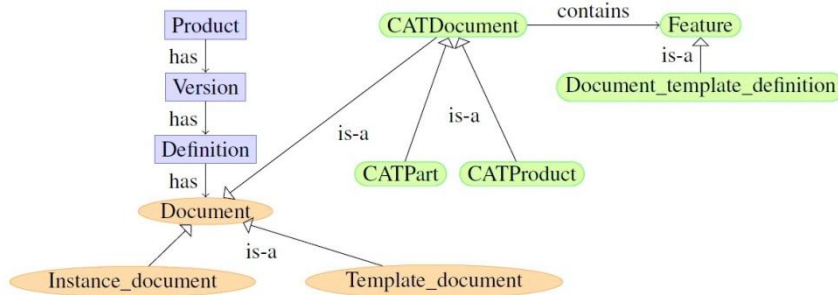 Product
CATDocument
contains
Feature
has
is-a
Version
Document_template_definition
has
is-a
is-a
Definition
has
CATPart
CATProduct
Document
is-a
Instance_document
Template_document